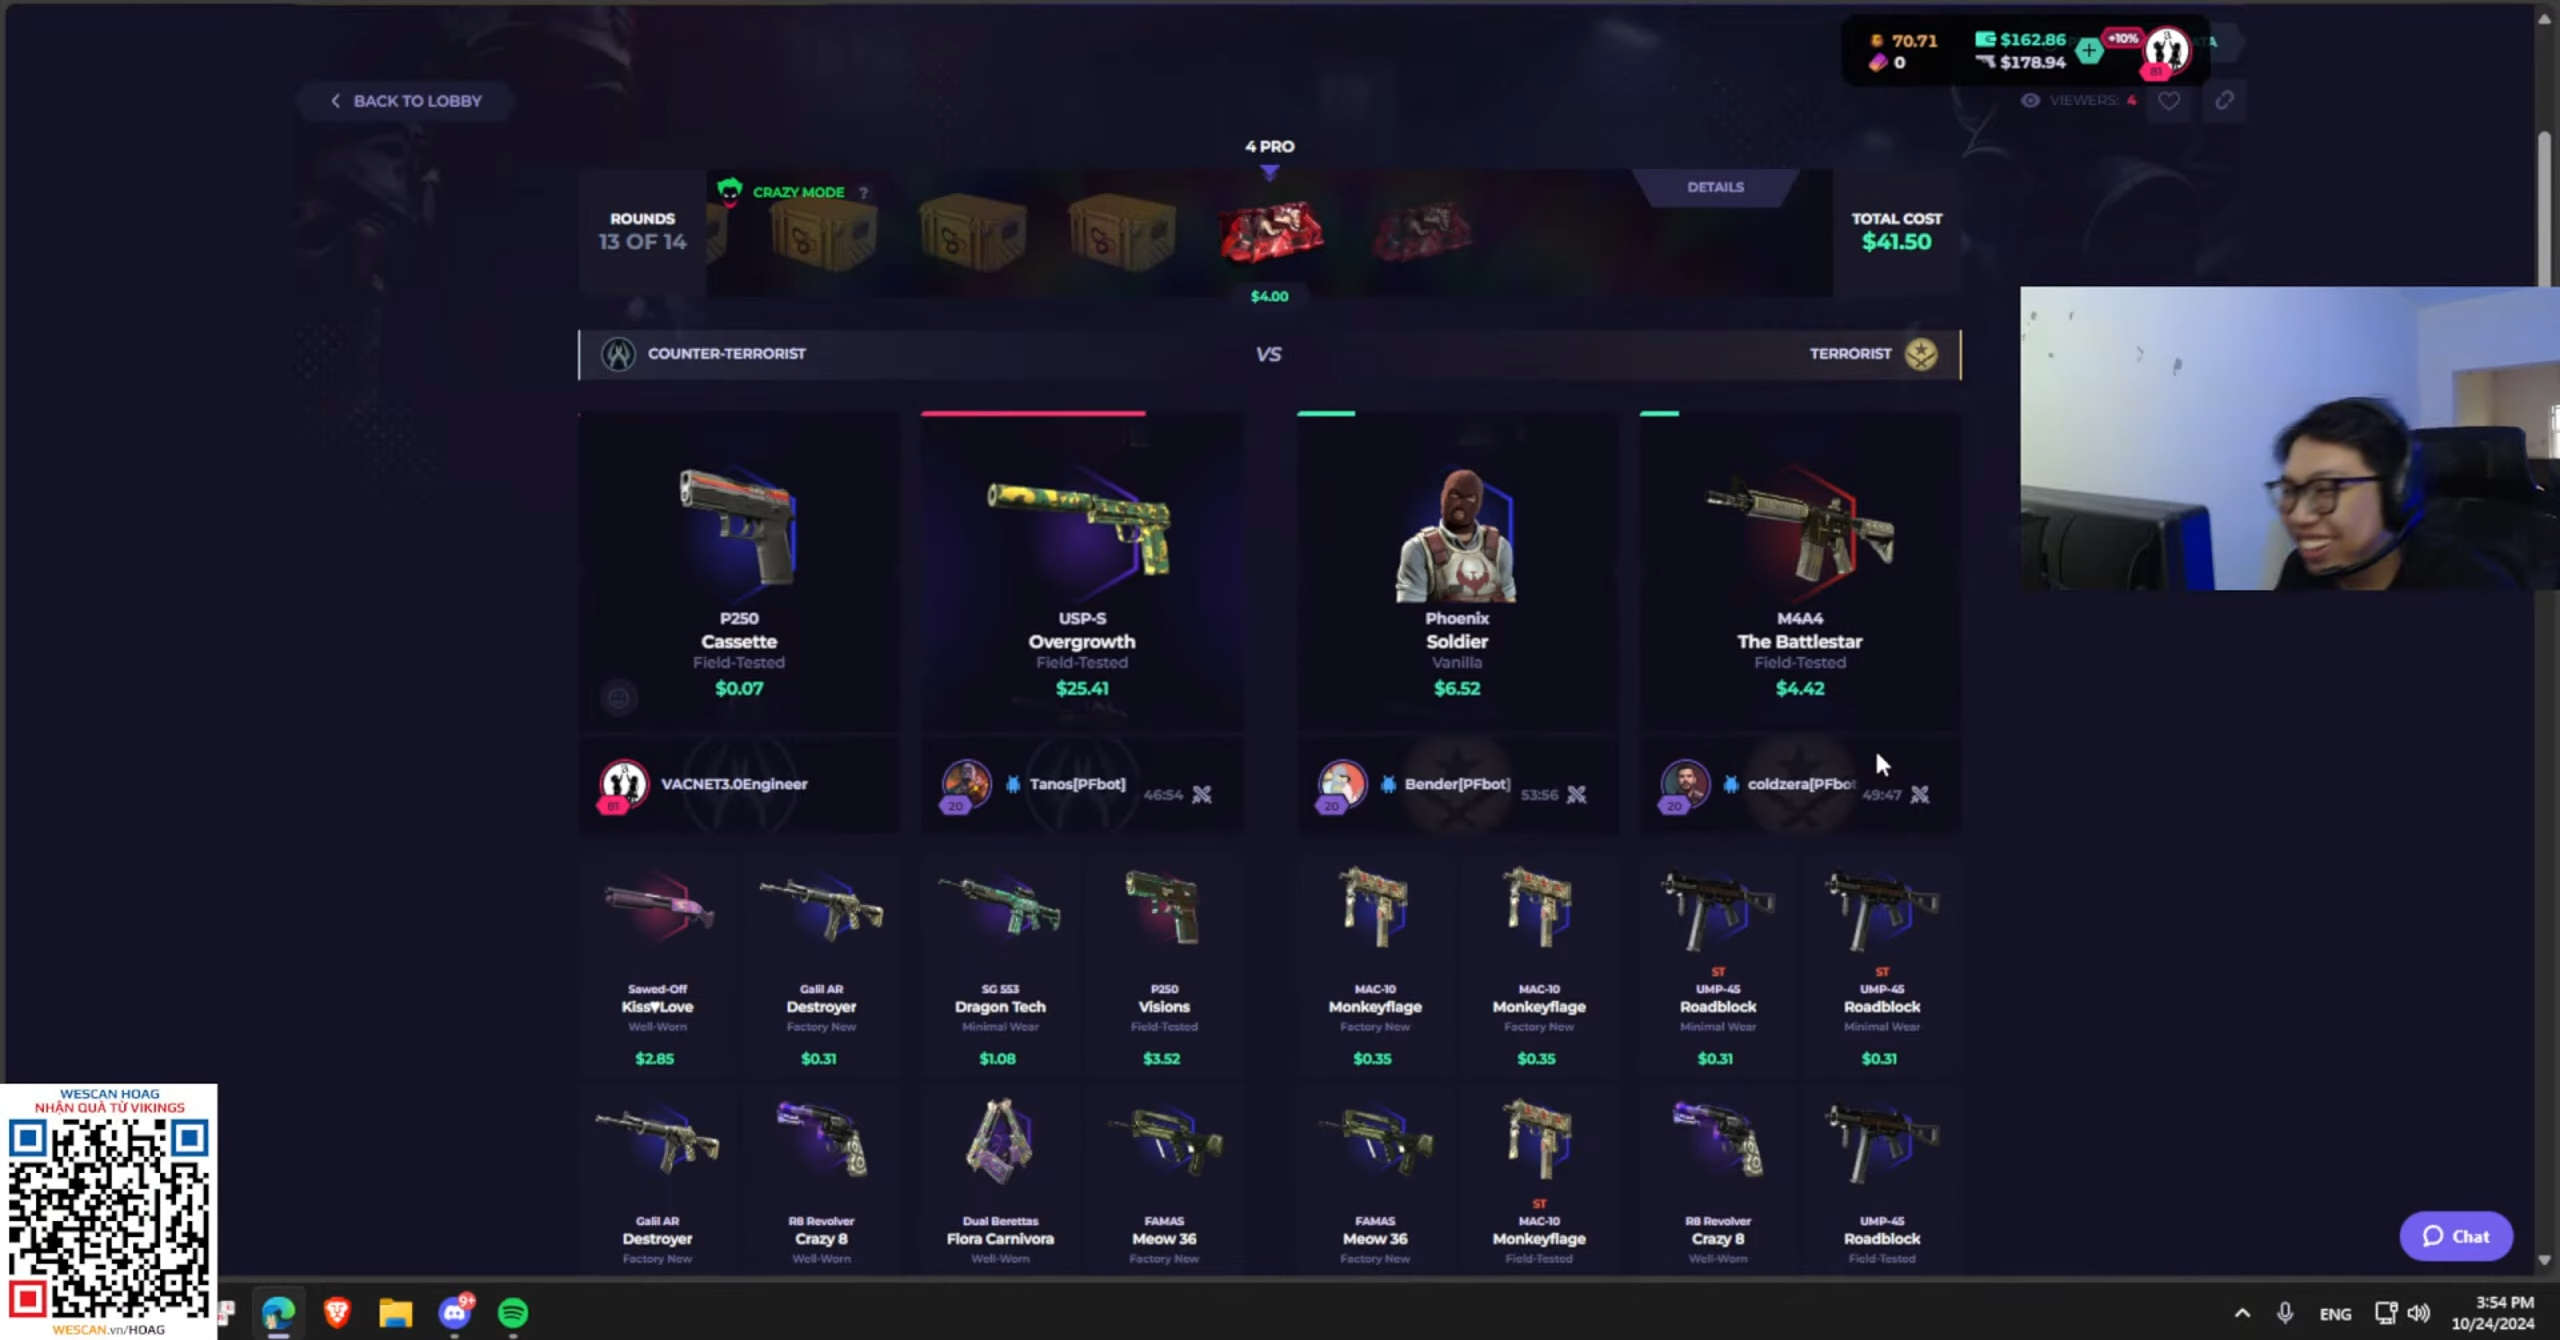 70.71
$162.86
+10%
0
$178.94
81
BACK TO LOBBY
VIEWERS: 4
4 PRO
CRAZY MODE ?
DETAILS
ROUNDS
13 OF 14
TOTAL COST
$41.50
$4.00
COUNTER-TERRORIST
VS
TERRORIST
P250
Cassette
Field-Tested
$0.07
USP-S
Overgrowth
Field-Tested
$25.41
Phoenix
Soldier
Vanilla
$6.52
M4A4
The Battlestar
Field-Tested
$4.42
VACNET3.0Engineer
81
Tanos[PFbot]
20
46:54
Bender[PFbot]
20
53:56
coldzera[PFbot
20
49:47
Sawed-Off
Kiss♥Love
Well-Worn
$2.85
Galil AR
Destroyer
Factory New
$0.31
SG 553
Dragon Tech
Minimal Wear
$1.08
P250
Visions
Field-Tested
$3.52
MAC-10
Monkeyflage
Factory New
$0.35
MAC-10
Monkeyflage
Factory New
$0.35
ST
UMP-45
Roadblock
Minimal Wear
$0.31
ST
UMP-45
Roadblock
Minimal Wear
$0.31
Galil AR
Destroyer
Factory New
R8 Revolver
Crazy 8
Well-Worn
Dual Berettas
Flora Carnivora
Well-Worn
FAMAS
Meow 36
Factory New
FAMAS
Meow 36
Factory New
ST
MAC-10
Monkeyflage
Field-Tested
R8 Revolver
Crazy 8
Well-Worn
UMP-45
Roadblock
Field-Tested
Chat
WESCAN HOAG
NHẬN QUÀ TỪ VIKINGS
WESCAN.vn/HOAG
9+
ENG
3:54 PM
10/24/2024